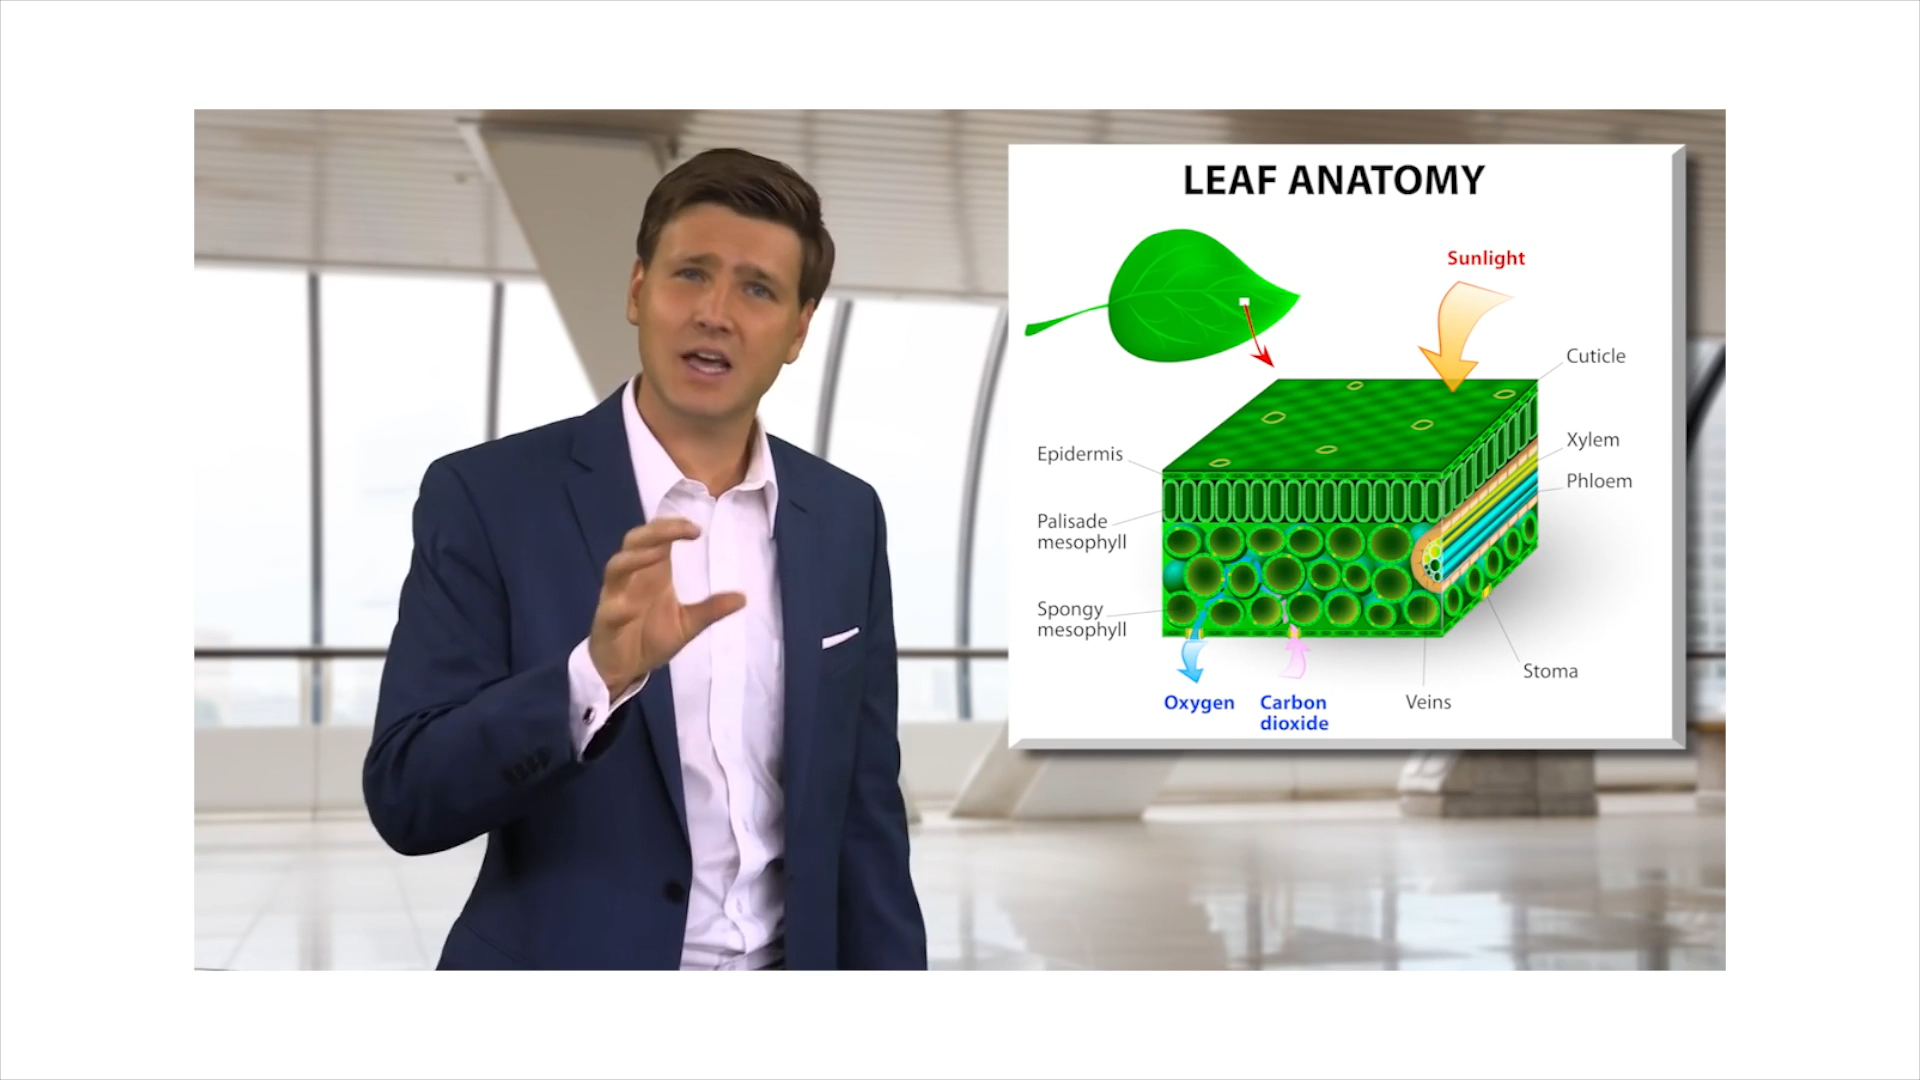 LEAF ANATOMY
Sunlight
Cuticle
Xylem
Phloem
Epidermis
Palisade
mesophyll
Spongy
mesophyll
Stoma
Veins
Oxygen
Carbon
dioxide